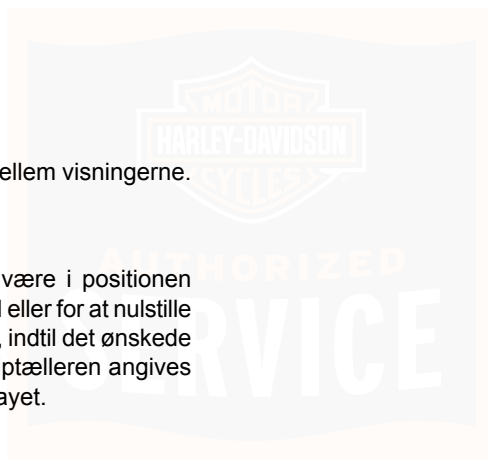 MOTOR
HARLEY-DAVIDSON
CYCLES
ellem visningerne.
AUTHORIZED
være i positionen
l eller for at nulstille
, indtil det ønskede
SERVICE
ptælleren angives
ayet.